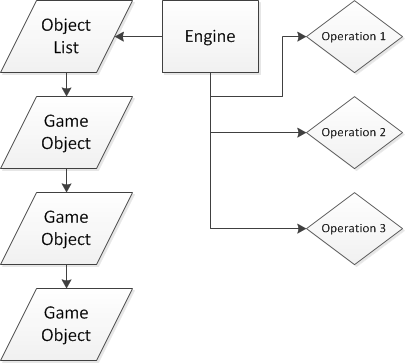 Object
List
Engine
Operation 1
Game
Object
Operation 2
Game
Object
Operation 3
Game
Object